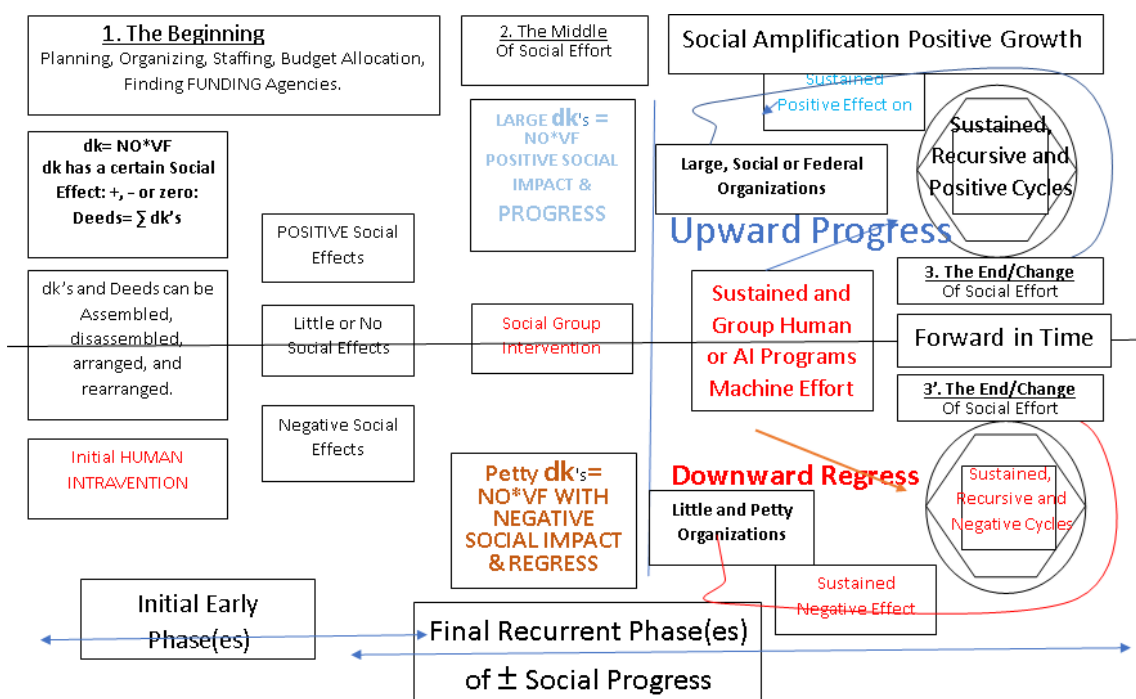 1. The Beginning
Planning, Organizing, Staffing, Budget Allocation,
Finding FUNDING Agencies.
2. The Middle
Of Social Effort
Social Amplification Positive Growth
Sustained
Positive Effect on
dk= NO*VF
dk has a certain Social
Effect: +, – or zero:
Deeds= ∑ dk's
LARGE dk's =
NO*VF
POSITIVE SOCIAL
IMPACT &
PROGRESS
Large, Social or Federal
Organizations
Sustained,
Recursive and
Positive Cycles
POSITIVE Social
Effects
Upward Progress
3. The End/Change
Of Social Effort
dk's and Deeds can be
Assembled,
disassembled,
arranged, and
rearranged.
Little or No
Social Effects
Social Group
Intervention
Sustained and
Group Human
or AI Programs
Machine Effort
Forward in Time
3'. The End/Change
Of Social Effort
Initial HUMAN
INTRAVENTION
Negative Social
Effects
Petty dk's=
NO*VF WITH
NEGATIVE
SOCIAL IMPACT
& REGRESS
Downward Regress
Little and Petty
Organizations
Sustained,
Recursive and
Negative Cycles
Sustained
Negative Effect
Initial Early
Phase(es)
Final Recurrent Phase(es)
of ± Social Progress